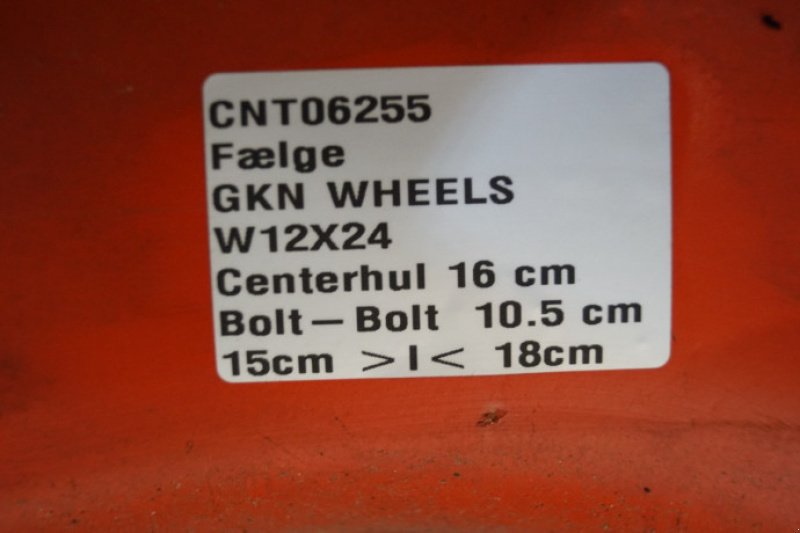 CNT06255
Fælge
GKN WHEELS
W12X24
Centerhul 16 cm
Bolt — Bolt 10.5 cm
15cm >I< 18cm